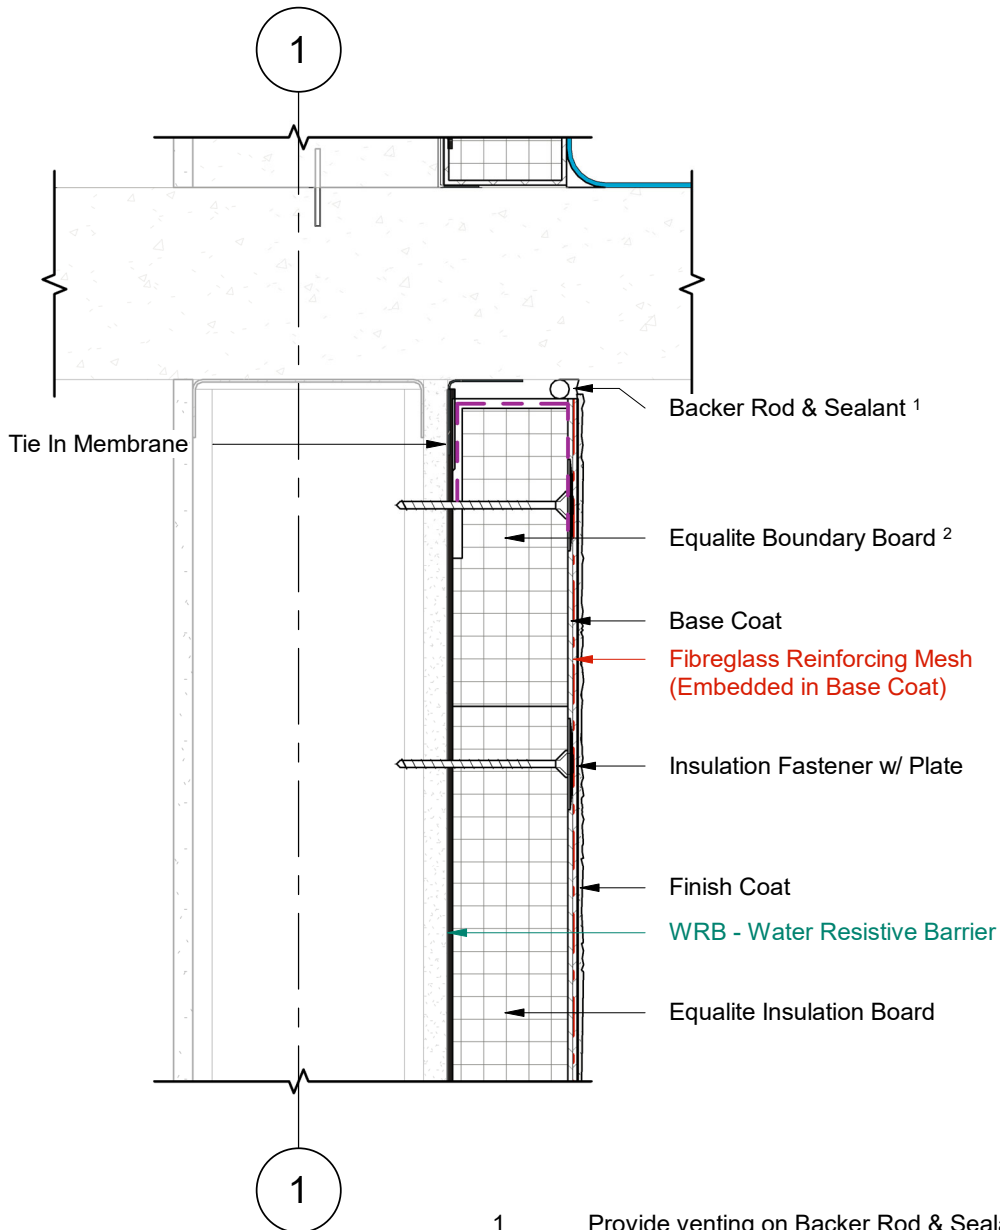 1
Backer Rod & Sealant 1
Tie In Membrane
Equalite Boundary Board 2
Base Coat
Fibreglass Reinforcing Mesh
(Embedded in Base Coat)
Insulation Fastener w/ Plate
Finish Coat
WRB - Water Resistive Barrier
Equalite Insulation Board
1
1 Provide venting on Backer Rod &